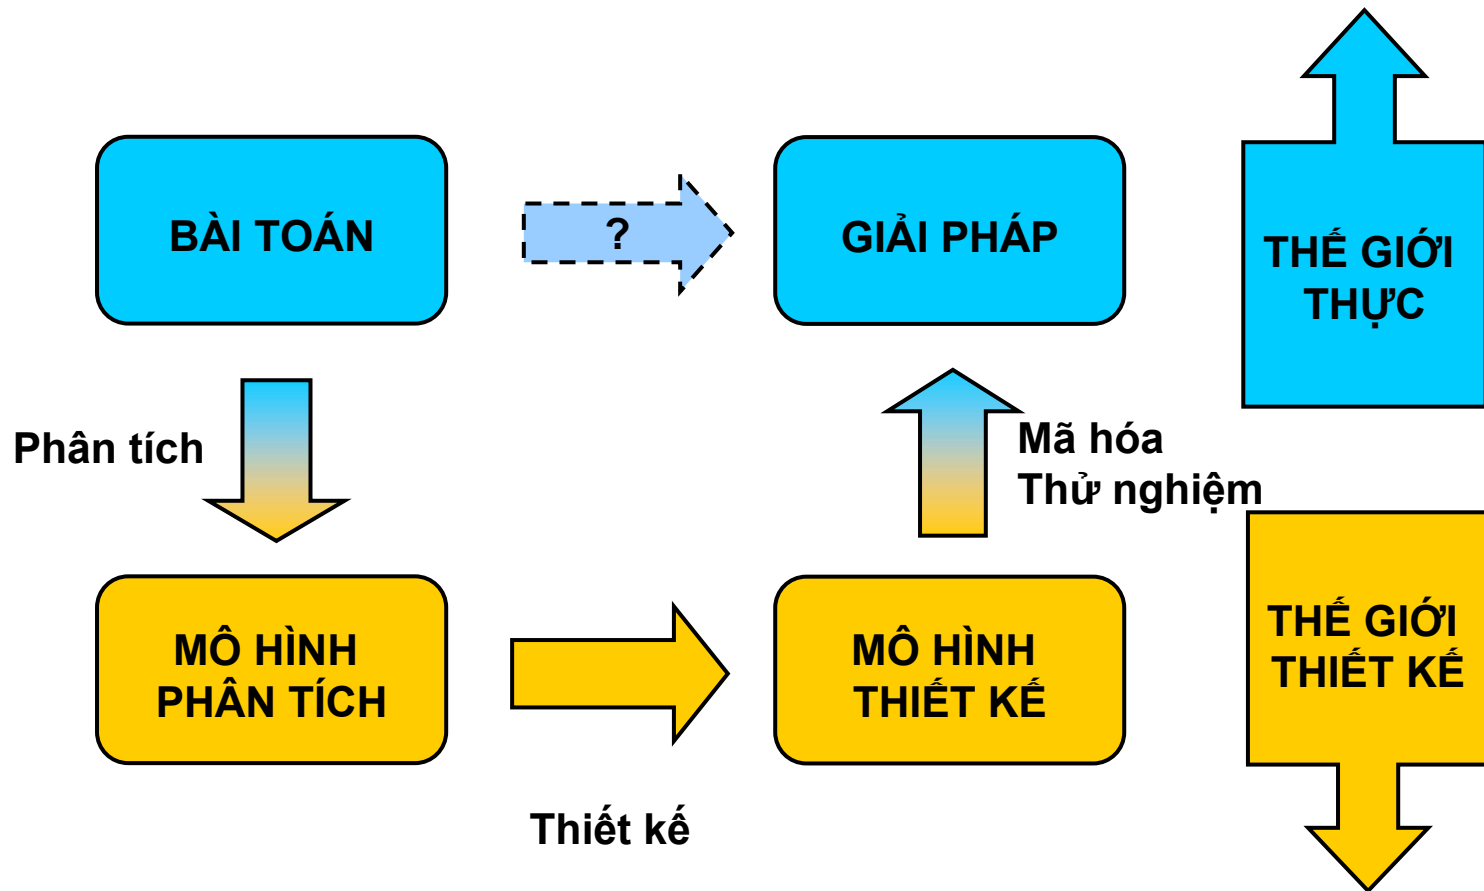 BÀI TOÁN
?
GIẢI PHÁP
THẾ GIỚI
THỰC
Phân tích
Mã hóa
Thử nghiệm
MÔ HÌNH
PHÂN TÍCH
MÔ HÌNH
THIẾT KẾ
THẾ GIỚI
THIẾT KẾ
Thiết kế